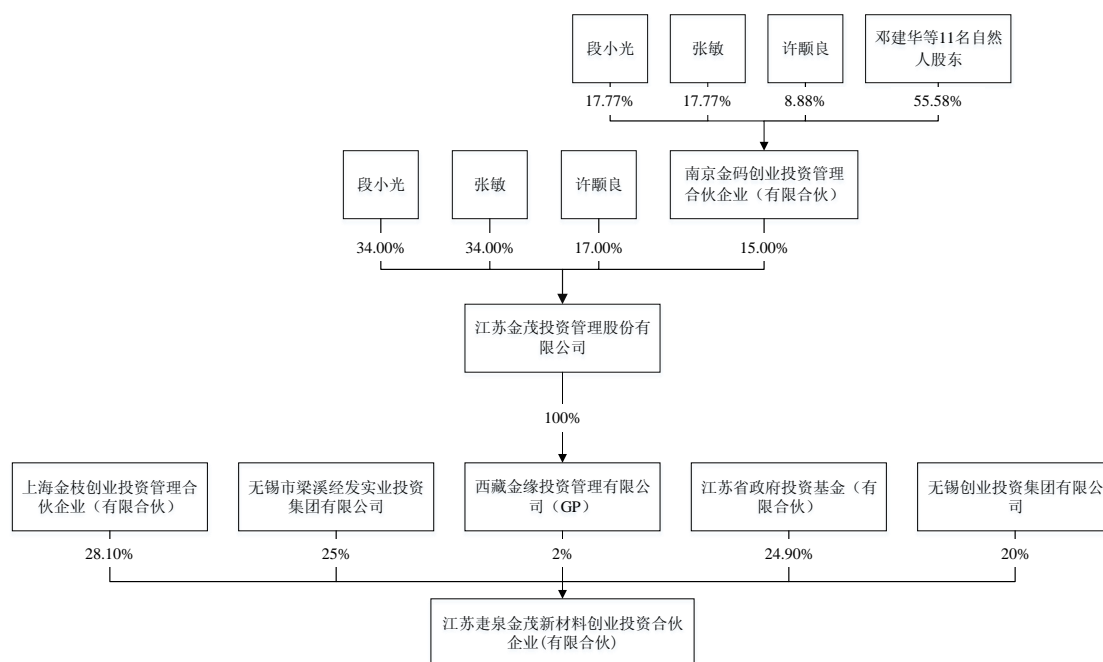 段小光
张敏
许颙良
邓建华等11名自然
人股东
17.77%
17.77%
8.88%
55.58%
段小光
张敏
许颙良
南京金码创业投资管理
合伙企业（有限合伙）
34.00%
34.00%
17.00%
15.00%
江苏金茂投资管理股份有
限公司
100%
上海金枝创业投资管理合
伙企业（有限合伙）
无锡市梁溪经发实业投资
集团有限公司
西藏金缘投资管理有限公
司（GP）
江苏省政府投资基金（有
限合伙）
无锡创业投资集团有限公
司
28.10%
25%
2%
24.90%
20%
江苏疌泉金茂新材料创业投资合伙
企业(有限合伙)